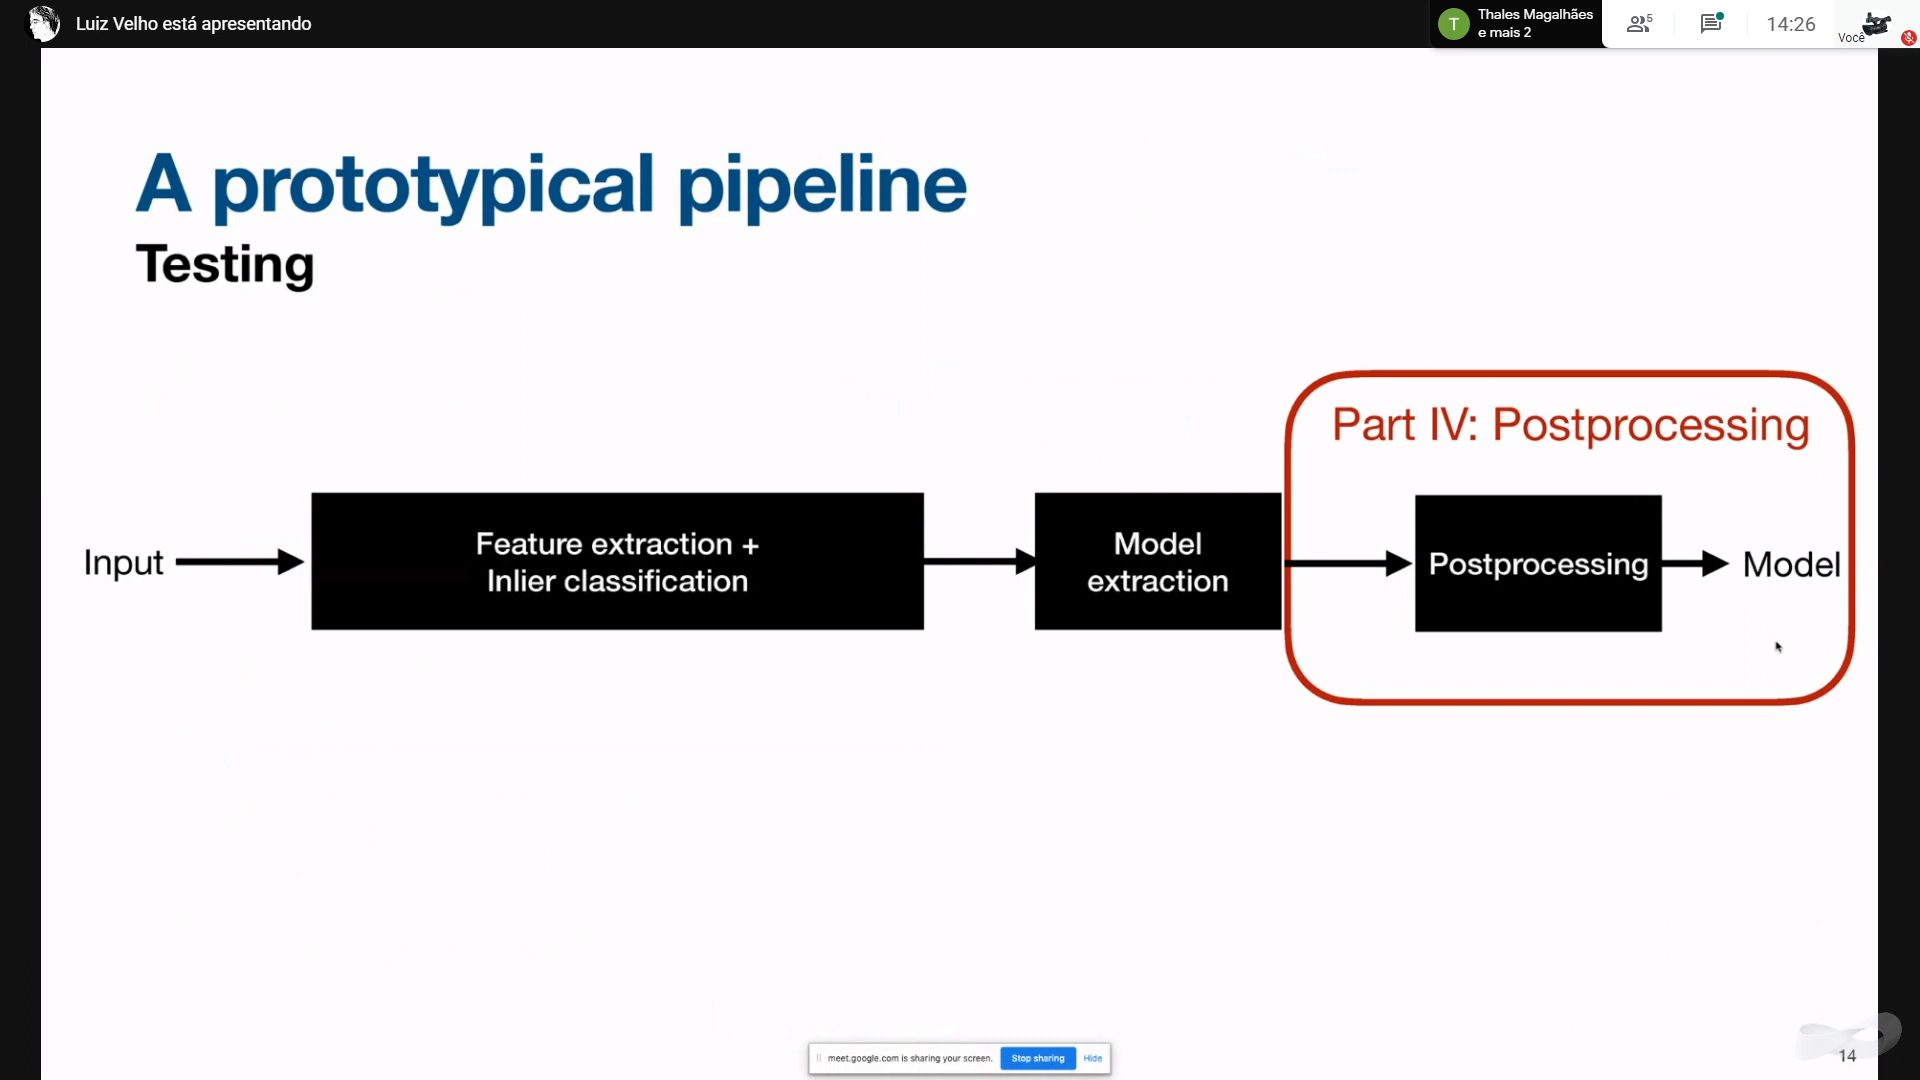 Luiz Velho está apresentando
T
Thales Magalhães
e mais 2
5
14:26
Você
A prototypical pipeline
Testing
Part IV: Postprocessing
Input
Feature extraction +
Inlier classification
Model
extraction
Postprocessing
Model
meet.google.com is sharing your screen.
Stop sharing
Hide
14